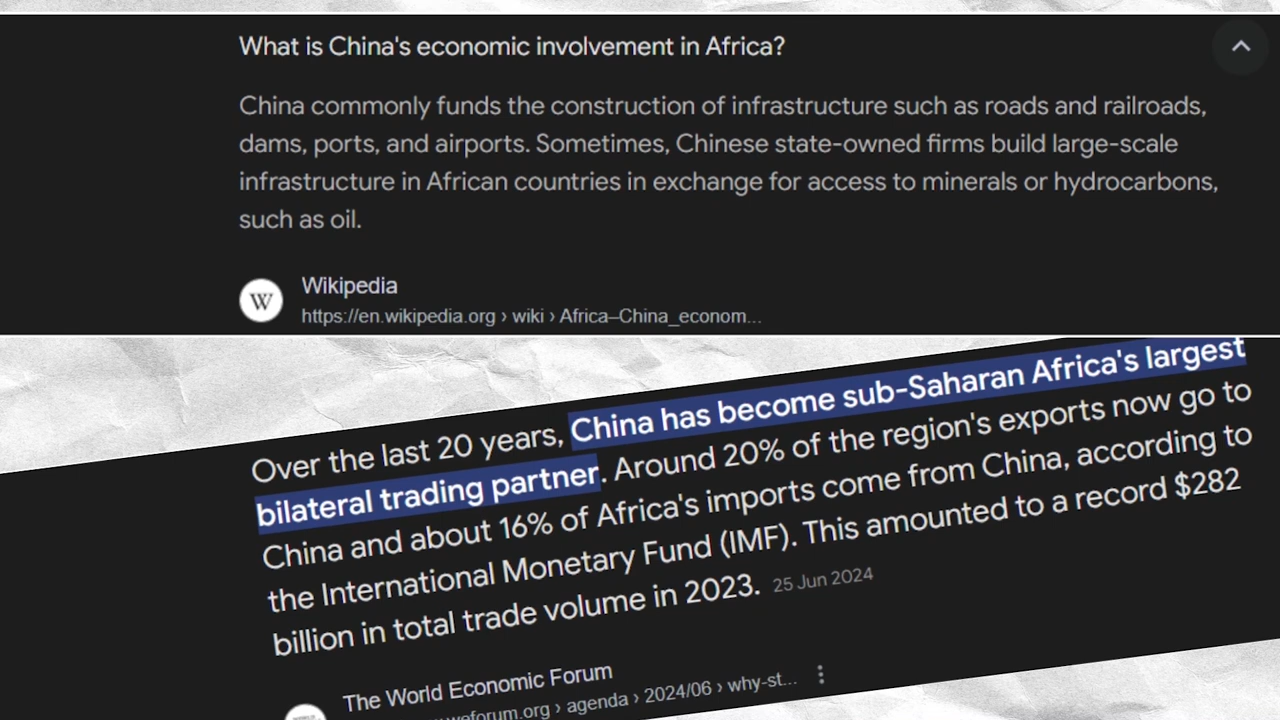 What is China's economic involvement in Africa?
China commonly funds the construction of infrastructure such as roads and railroads,
dams, ports, and airports. Sometimes, Chinese state-owned firms build large-scale
infrastructure in African countries in exchange for access to minerals or hydrocarbons,
such as oil.
W
Wikipedia
https://en.wikipedia.org › wiki › Africa–China_econom...
Over the last 20 years, China has become sub-Saharan Africa's largest
bilateral trading partner. Around 20% of the region's exports now go to
China and about 16% of Africa's imports come from China, according to
the International Monetary Fund (IMF). This amounted to a record $282
billion in total trade volume in 2023. 25 Jun 2024
The World Economic Forum
weforum.org › agenda › 2024/06 › why-st...